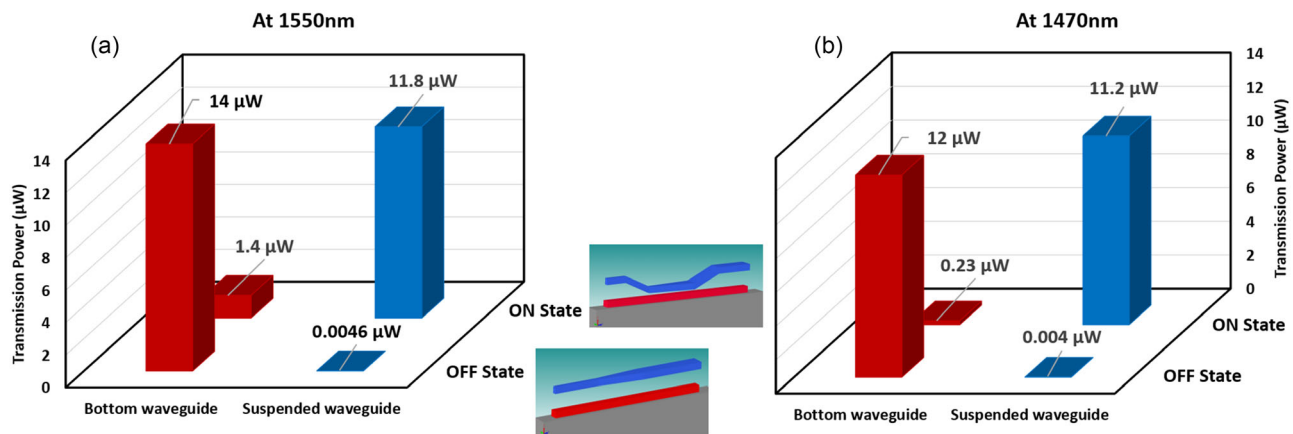 At 1550nm
(a)
14 µW
11.8 µW
1.4 µW
0.0046 µW
Transmission Power (µW)
14
12
10
8
6
4
2
0
ON State
OFF State
Bottom waveguide
Suspended waveguide
At 1470nm
(b)
12 µW
11.2 µW
0.23 µW
0.004 µW
14
12
10
8
6
4
2
0
Transmission Power (µW)
ON State
OFF State
Bottom waveguide
Suspended waveguide